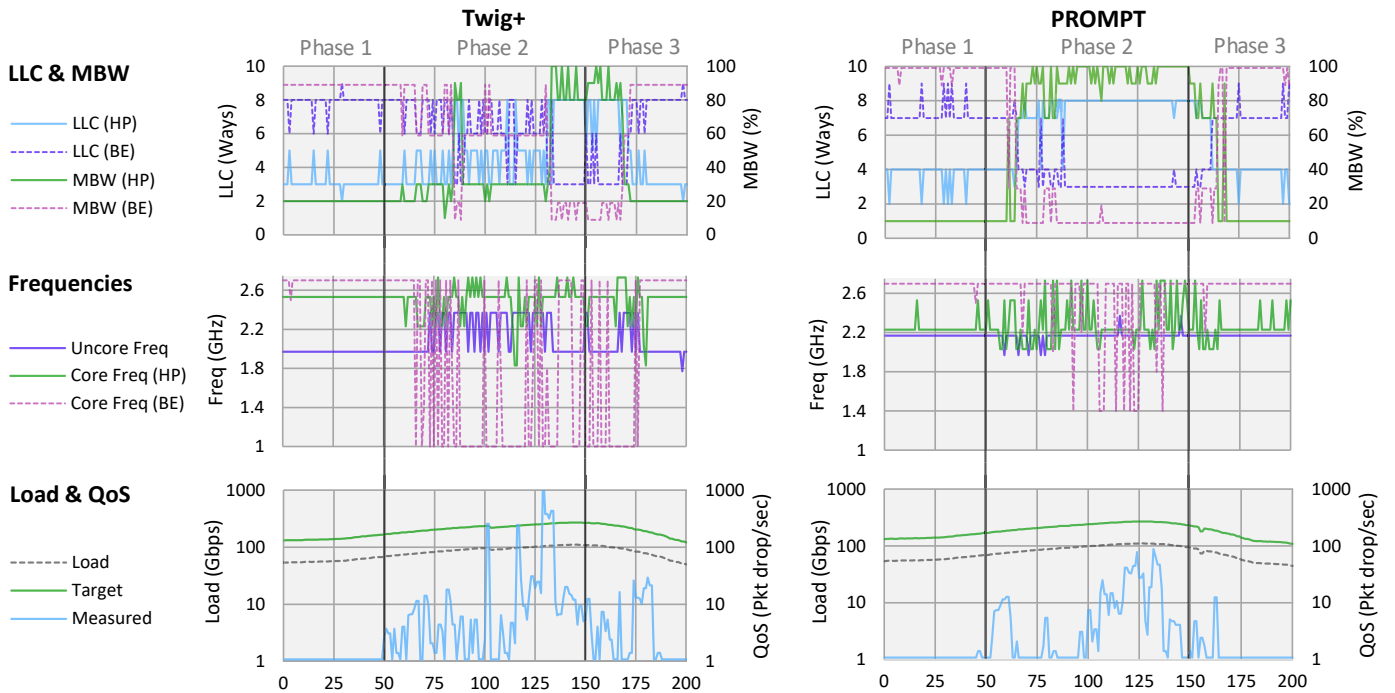 Twig+
PROMPT
Phase 1 Phase 2 Phase 3
Phase 1 Phase 2 Phase 3
LLC & MBW
LLC (HP)
LLC (BE)
MBW (HP)
MBW (BE)
LLC (Ways)
10
8
6
4
2
0
MBW (%)
100
80
60
40
20
0
LLC (Ways)
10
8
6
4
2
0
MBW (%)
100
80
60
40
20
0
Frequencies
Uncore Freq
Core Freq (HP)
Core Freq (BE)
Freq (GHz)
2.6
2.2
1.8
1.4
1
Freq (GHz)
2.6
2.2
1.8
1.4
1
Load & QoS
Load
Target
Measured
Load (Gbps)
1000
100
10
1
QoS (Pkt drop/sec)
1000
100
10
1
0 25 50 75 100 125 150 175 200
Load (Gbps)
1000
100
10
1
QoS (Pkt drop/sec)
1000
100
10
1
0 25 50 75 100 125 150 175 200